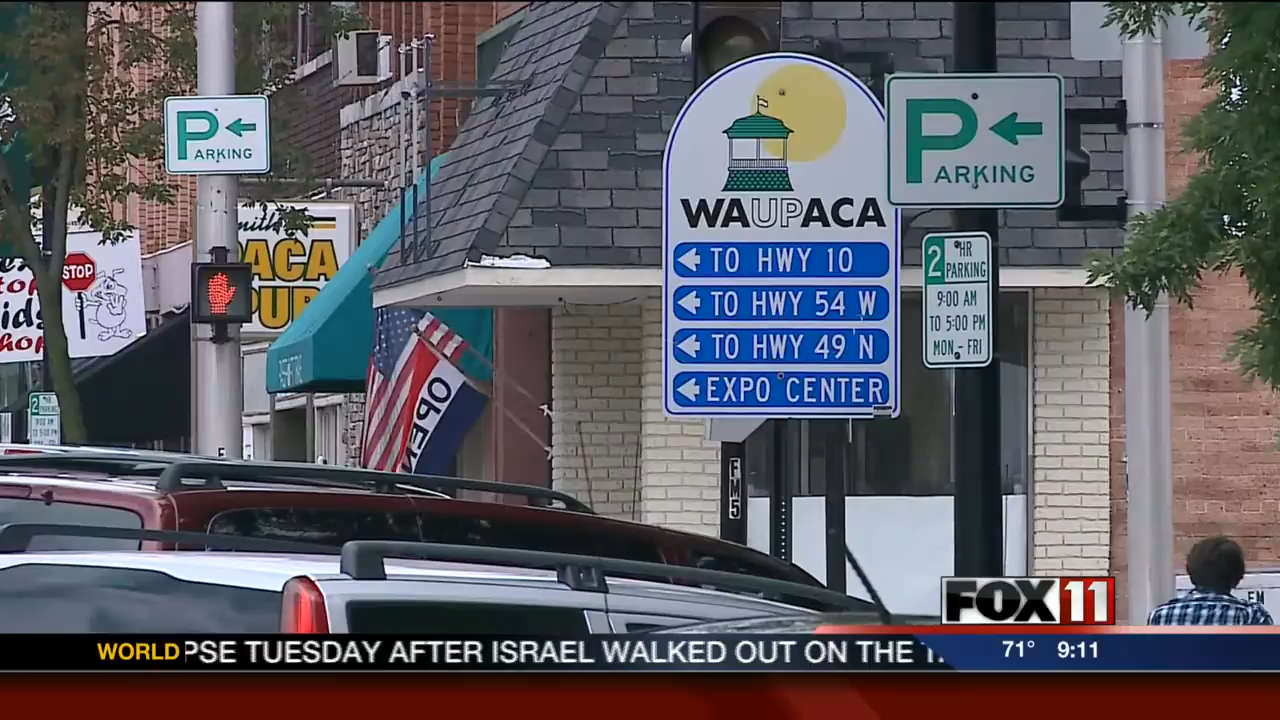 P
ARKING
STOP
ACA
PUB
OPEN
WAUPACA
TO HWY 10
TO HWY 54 W
TO HWY 49 N
EXPO CENTER
P
ARKING
2 HR
PARKING
9:00 AM
TO 5:00 PM
MON - FRI
FM5
FOX 11
WORLD PSE TUESDAY AFTER ISRAEL WALKED OUT ON THE
71° 9:11